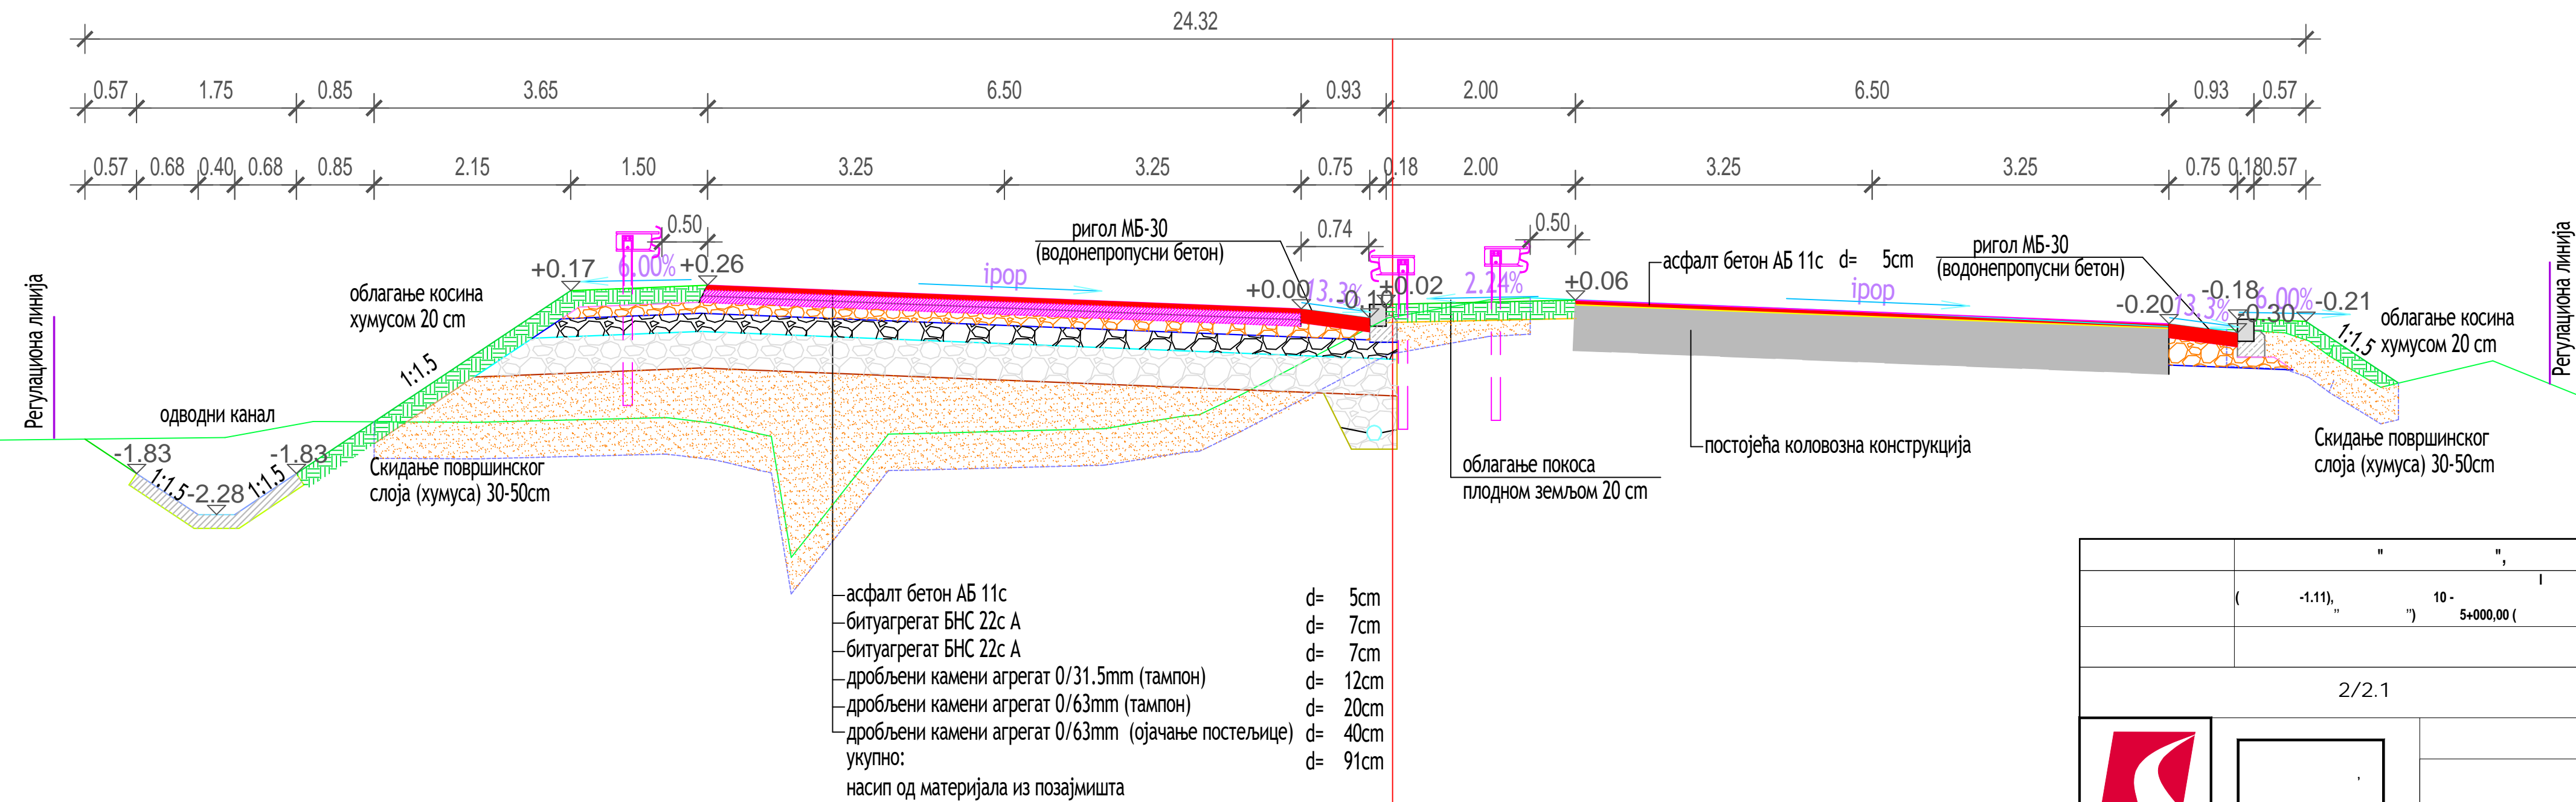 24.32
0.57 1.75 0.85 3.65 6.50 0.93 2.00 6.50 0.93 0.57
0.57 0.68 0.40 0.68 0.85 2.15 1.50 3.25 3.25 0.75 0.18 2.00 3.25 3.25 0.75 0.18 0.57
0.50 0.74 0.50
Регулациона линија
облагање косина
хумусом 20 cm
+0.17
6.00%
+0.26
ipop
ригол МБ-30
(водонепропусни бетон)
+0.00
13.3%
+0.02
2.24%
+0.06
асфалт бетон АБ 11с d= 5cm
ipop
ригол МБ-30
(водонепропусни бетон)
-0.20
13.3%
-0.18
-0.30
6.00%
-0.21
1:1.5
облагање косина
хумусом 20 cm
Регулациона линија
1:1.5
одводни канал
-1.83
1:1.5
-2.28
1:1.5
-1.83
Скидање површинског
слоја (хумуса) 30-50cm
облагање покоса
плодном земљом 20 cm
постојећа коловозна конструкција
Скидање површинског
слоја (хумуса) 30-50cm
асфалт бетон АБ 11с d= 5cm
битуагрегат БНС 22с А d= 7cm
битуагрегат БНС 22с А d= 7cm
дробљени камени агрегат 0/31.5mm (тампон) d= 12cm
дробљени камени агрегат 0/63mm (тампон) d= 20cm
дробљени камени агрегат 0/63mm (ојачање постељице) d= 40cm
укупно: d= 91cm
насип од материјала из позајмишта
" ",
I
( -1.11), 10 -
" ") 5+000,00 (
2/2.1
,